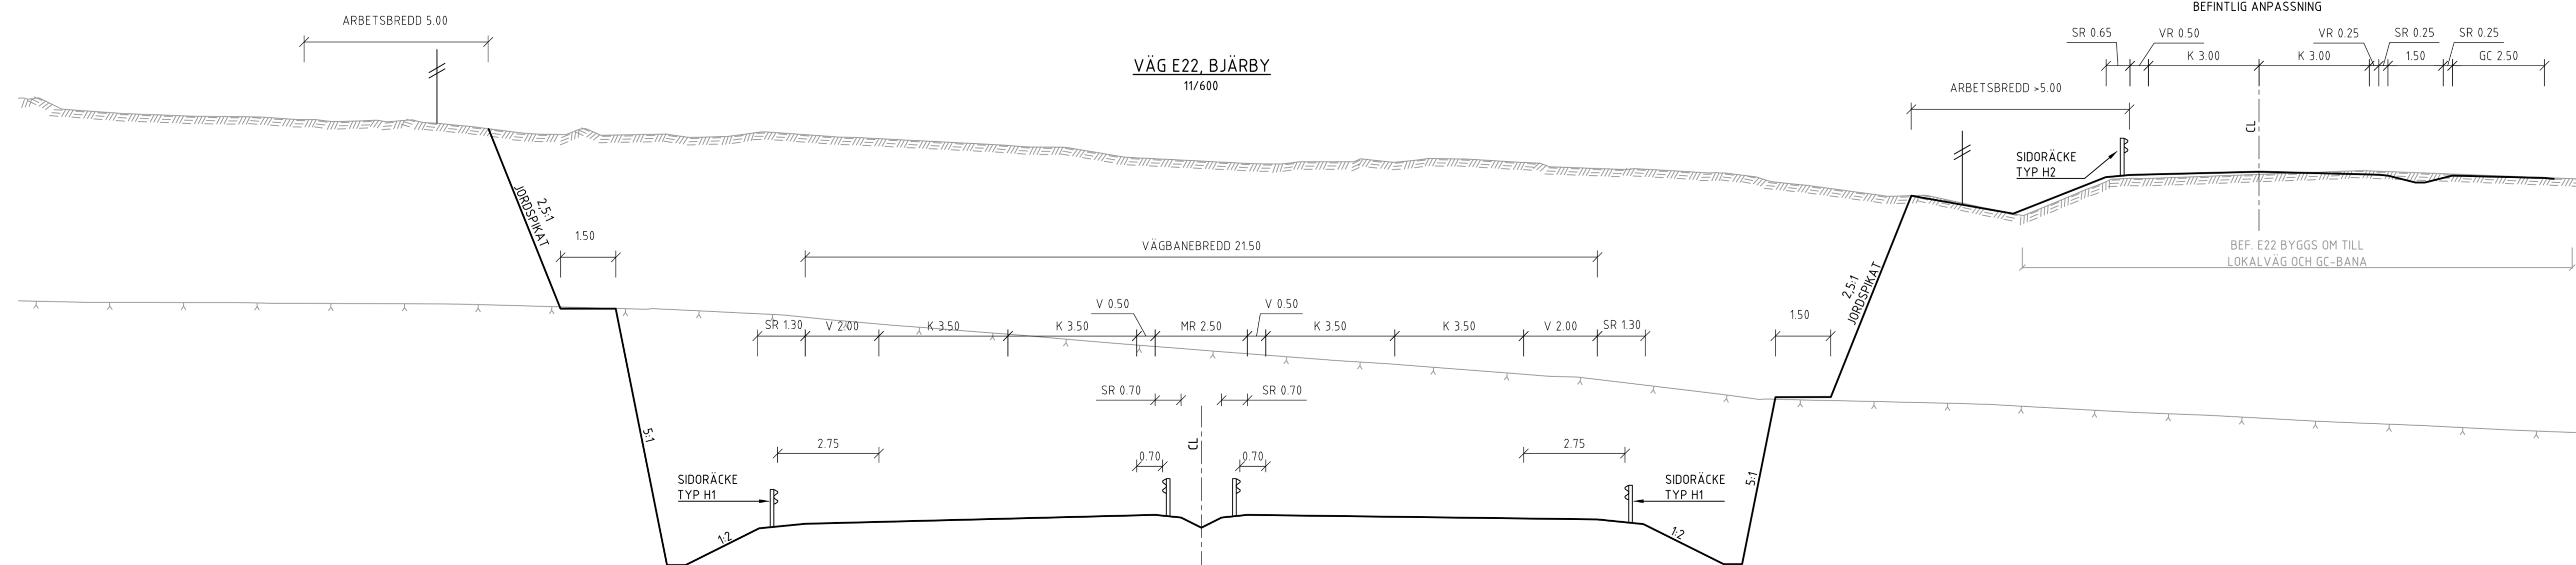 BEFINTLIG ANPASSNING
ARBETSBREDD 5.00
SR 0.65
VR 0.50
VR 0.25
SR 0.25
SR 0.25
K 3.00
K 3.00
1.50
GC 2.50
VÄG E22, BJÄRBY
11/600
ARBETSBREDD >5.00
CL
SIDORÄCKE
TYP H2
2,5:1
JORDSPIKAT
1.50
VÄGBANEBREDD 21.50
BEF. E22 BYGGS OM TILL
LOKALVÄG OCH GC-BANA
2,5:1
JORDSPIKAT
V 0.50
V 0.50
1.50
SR 1.30
V 2.00
K 3.50
K 3.50
MR 2.50
K 3.50
K 3.50
V 2.00
SR 1.30
SR 0.70
SR 0.70
5:1
2.75
CL
2.75
0.70
0.70
SIDORÄCKE
TYP H1
SIDORÄCKE
TYP H1
5:1
1:2
1:2